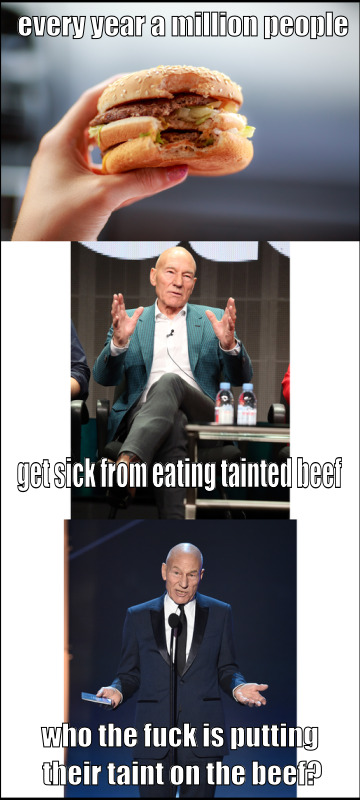 every year a million people
get sick from eating tainted beef
who the fuck is putting
their taint on the beef?